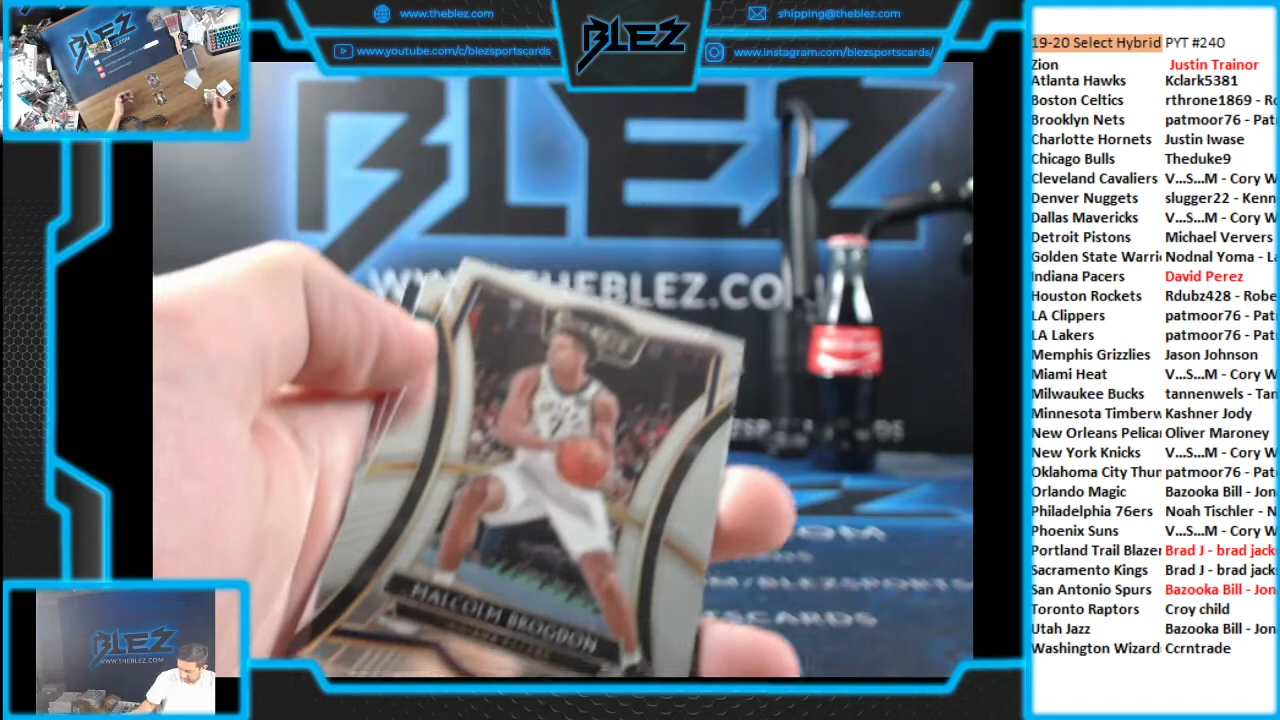 www.theblez.com
shipping@theblez.cav
www.youtube.com/c/blezsportscards
www.instagram.com/blezsportscards/
BLEZ
BLEZ
BLEZ
MALCOLM BROGDON
BLEZ
WWW.THEBLEZ.COM
19-20 Select Hybrid PYT #240
Zion Justin Trainor
Atlanta Hawks Kclark5381
Boston Celtics rthrone1869 - Ro
Brooklyn Nets patmoor76 - Pat
Charlotte Hornets Justin Iwase
Chicago Bulls Theduke9
Cleveland Cavaliers V...S...M - Cory W
Denver Nuggets slugger22 - Kenn
Dallas Mavericks V...S...M - Cory W
Detroit Pistons Michael Ververs
Golden State Warri Nodnal Yoma - La
Indiana Pacers David Perez
Houston Rockets Rdubz428 - Robe
LA Clippers patmoor76 - Pat
LA Lakers patmoor76 - Pat
Memphis Grizzlies Jason Johnson
Miami Heat V...S...M - Cory W
Milwaukee Bucks tannenwels - Tan
Minnesota Timberw Kashner Jody
New Orleans Pelica Oliver Maroney
New York Knicks V...S...M - Cory W
Oklahoma City Thun patmoor76 - Pat
Orlando Magic Bazooka Bill - Jon
Philadelphia 76ers Noah Tischler - N
Phoenix Suns V...S...M - Cory W
Portland Trail Blazer Brad J - brad jack
Sacramento Kings Brad J - brad jack
San Antonio Spurs Bazooka Bill - Jon
Toronto Raptors Croy child
Utah Jazz Bazooka Bill - Jon
Washington Wizard Ccrntrade